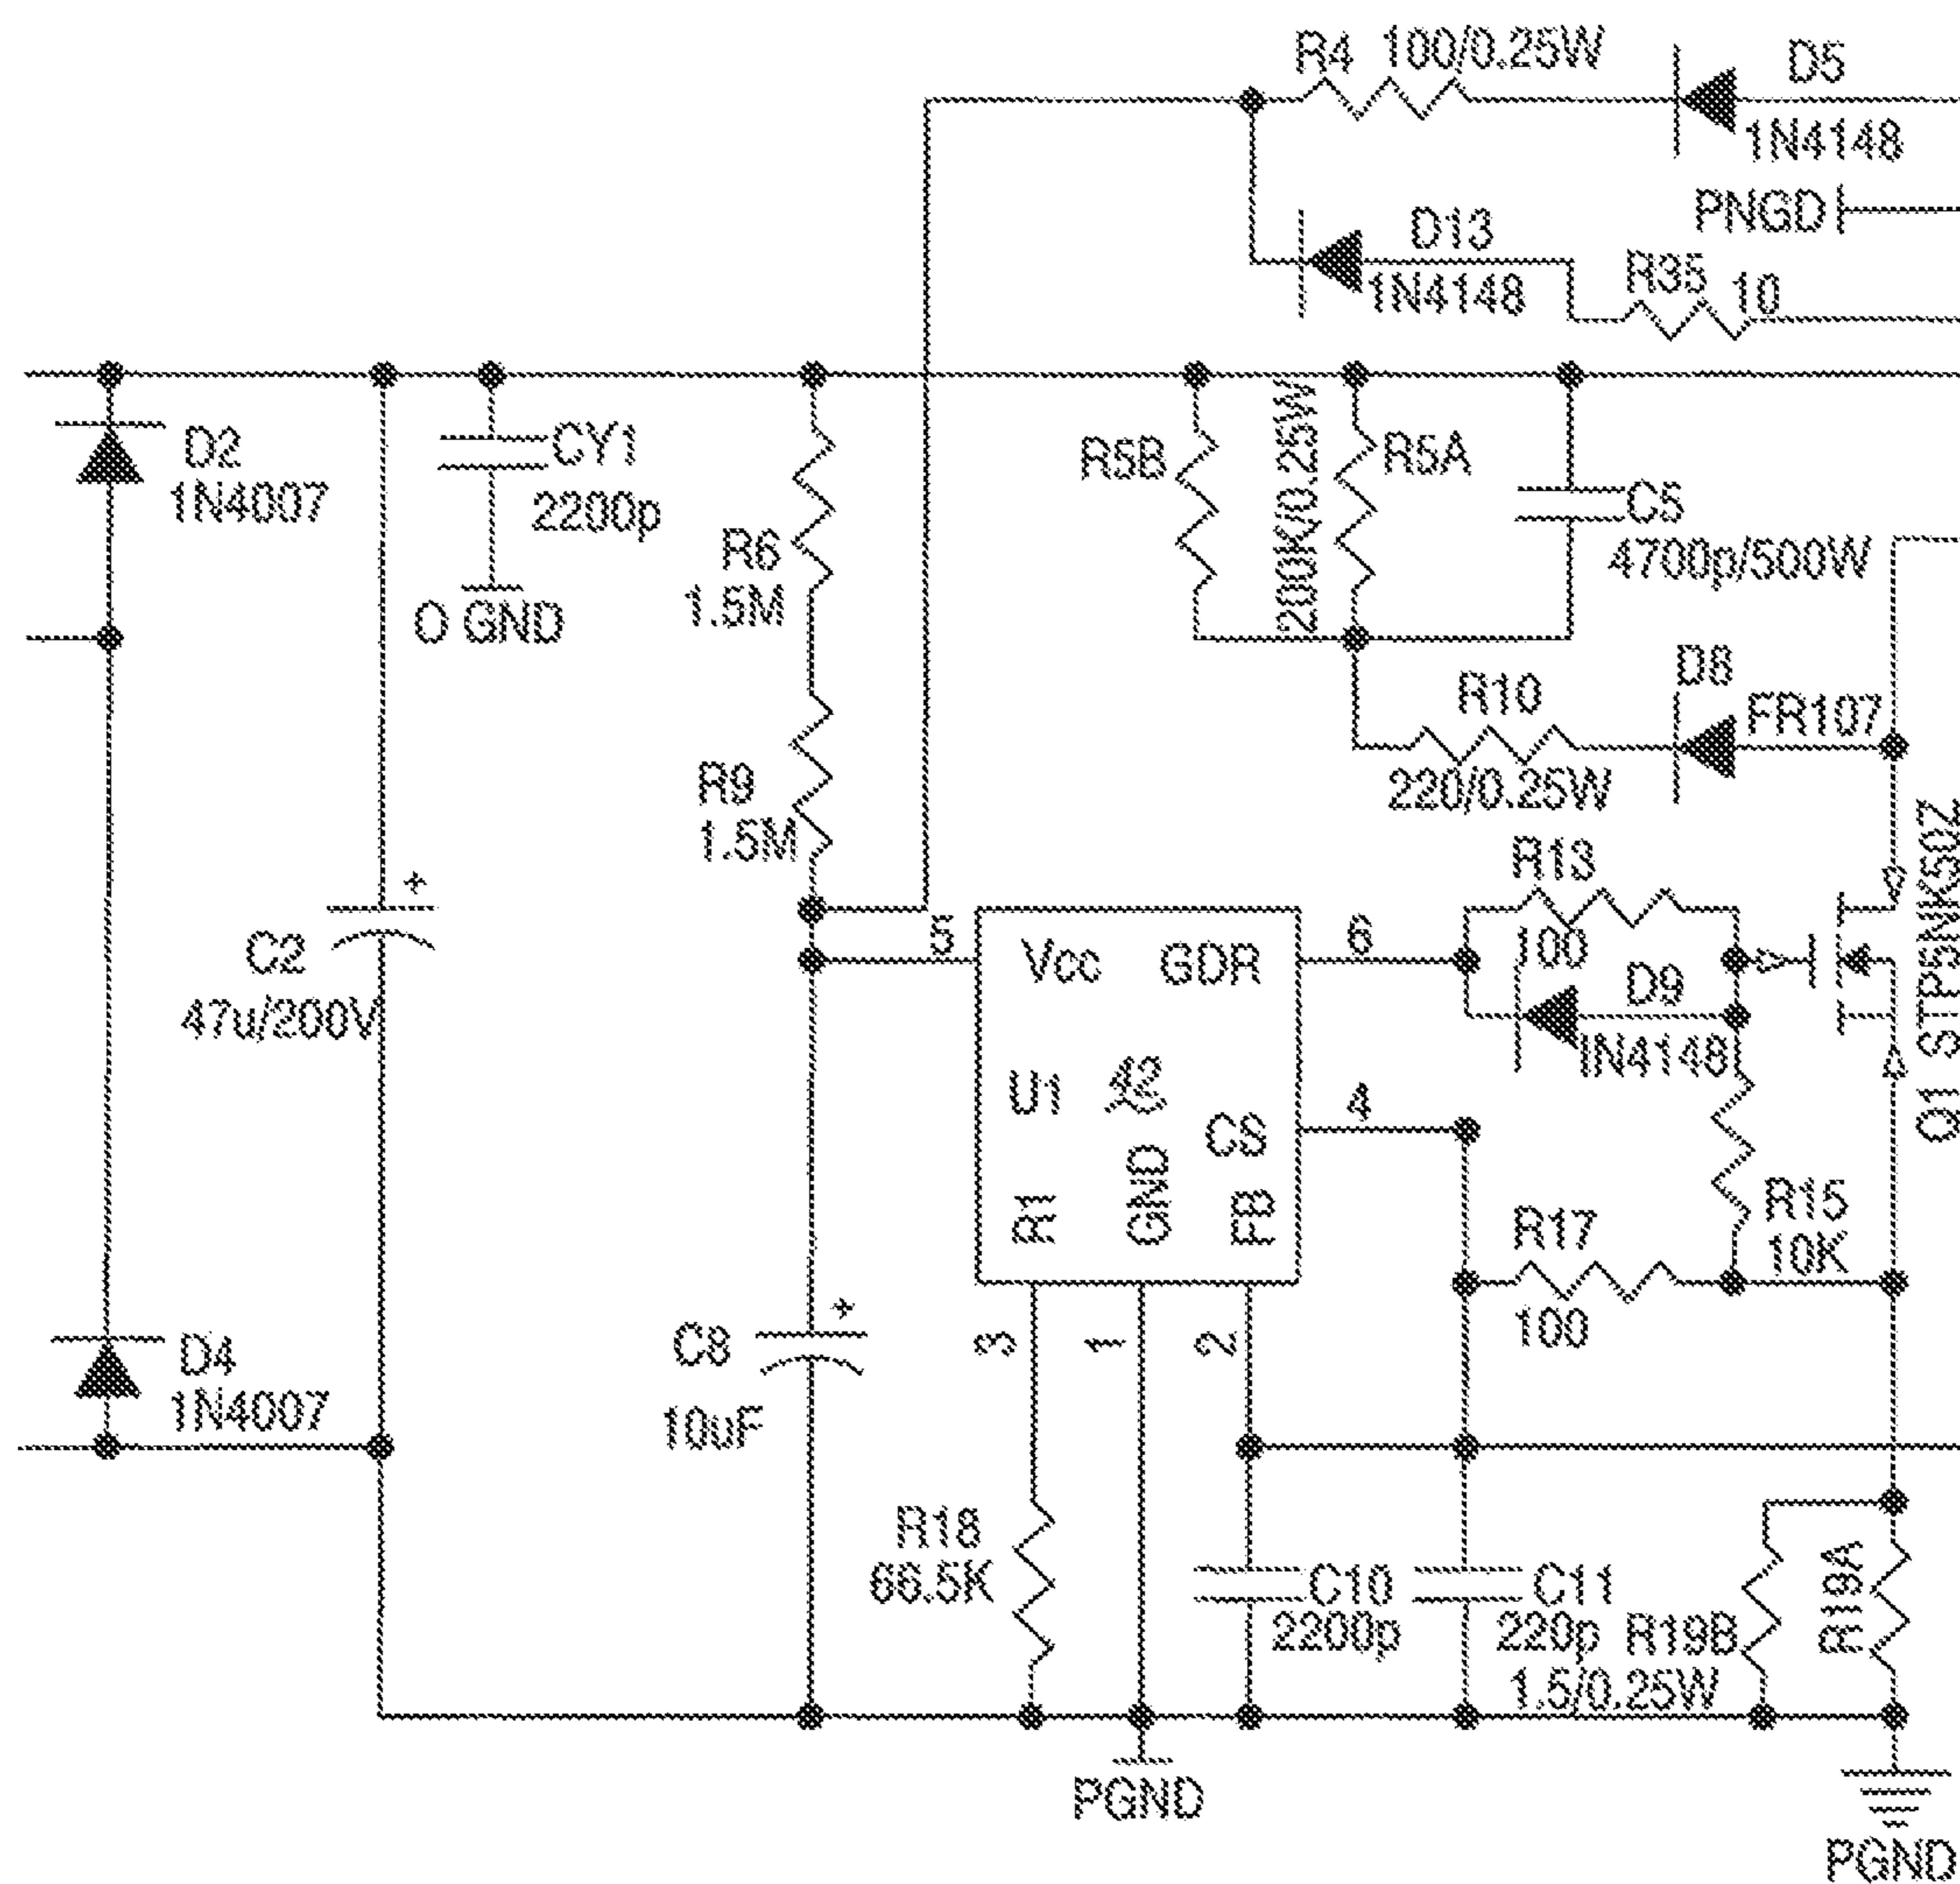 R4 100/0.25W
D5
1N4148
PNGD
D13
1N4148
R35 10
D2
1N4007
CY1
2200p
O GND
R6
1.5M
R5B
200K/0.25W
R5A
C5
4700p/500W
D8
FR107
R10
220/0.25W
R9
1.5M
R13
100
D9
IN4148
Q1 STP5NK50Z
C2
+
47u/200V
5
Vcc GDR
6
U1 42
CS
4
R1
GND
FB
R15
10K
R17
100
D4
1N4007
C8
+
10uF
3
1
2
R18
66.5K
C10
2200p
C11
220p
R19B
1.5/0.25W
R19A
PGND
PGND